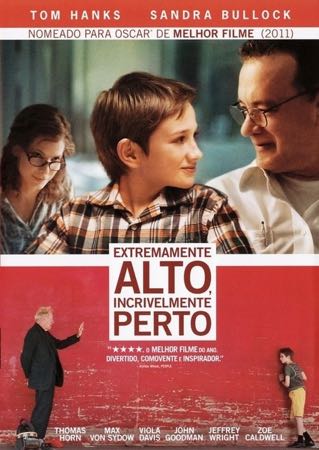 TOM HANKS SANDRA BULLOCK
NOMEADO PARA OSCAR® DE MELHOR FILME (2011)
EXTREMAMENTE
ALTO,
INCRIVELMENTE
PERTO
"★★★★. O MELHOR FILME DO ANO.
DIVERTIDO, COMOVENTE E INSPIRADOR."
THOMAS HORN MAX VON SYDOW VIOLA DAVIS JOHN GOODMAN JEFFREY WRIGHT ZOE CALDWELL